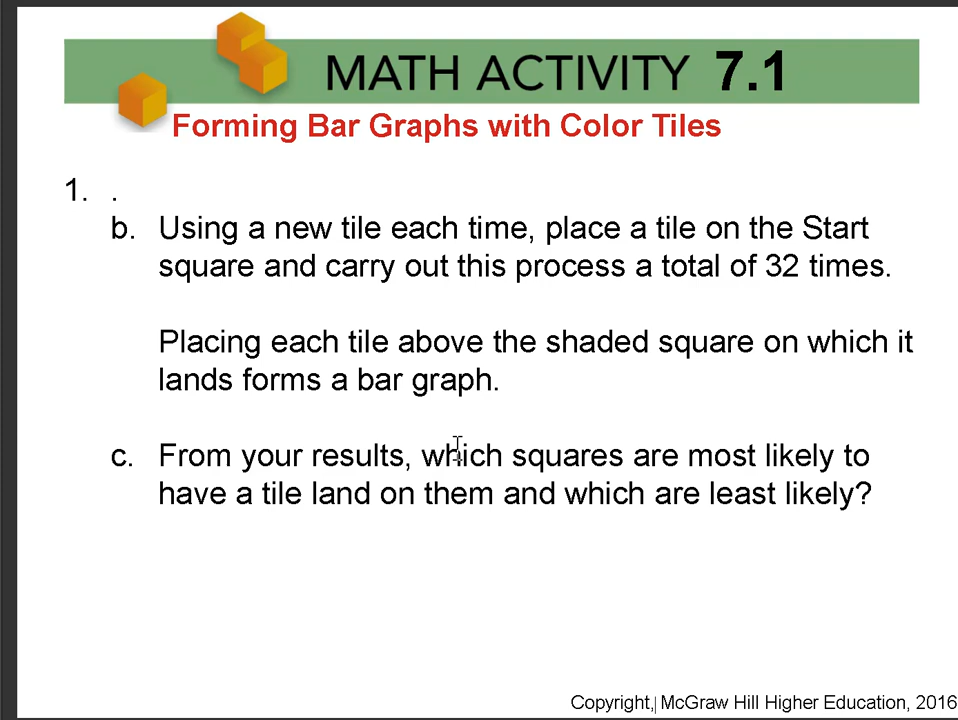 MATH ACTIVITY 7.1
Forming Bar Graphs with Color Tiles
1. .
b. Using a new tile each time, place a tile on the Start
square and carry out this process a total of 32 times.
Placing each tile above the shaded square on which it
lands forms a bar graph.
c. From your results, which squares are most likely to
have a tile land on them and which are least likely?
Copyright, McGraw Hill Higher Education, 2016